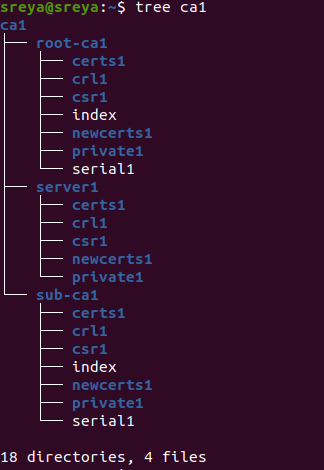 sreya@sreya:~$ tree ca1
ca1
├── root-ca1
│   ├── certs1
│   ├── crl1
│   ├── csr1
│   ├── index
│   ├── newcerts1
│   ├── private1
│   └── serial1
├── server1
│   ├── certs1
│   ├── crl1
│   ├── csr1
│   ├── newcerts1
│   └── private1
└── sub-ca1
    ├── certs1
    ├── crl1
    ├── csr1
    ├── index
    ├── newcerts1
    ├── private1
    └── serial1
18 directories, 4 files